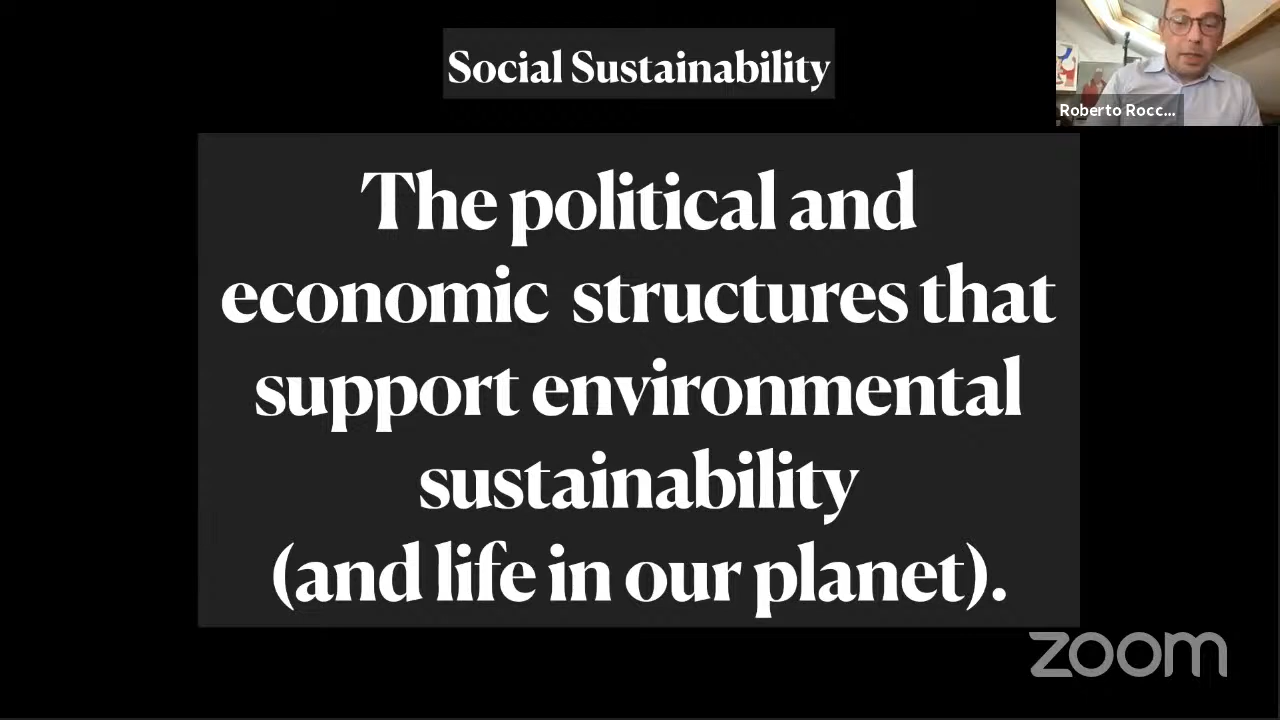 Social Sustainability
Roberto Rocc...
The political and
economic structures that
support environmental
sustainability
(and life in our planet).
zoom